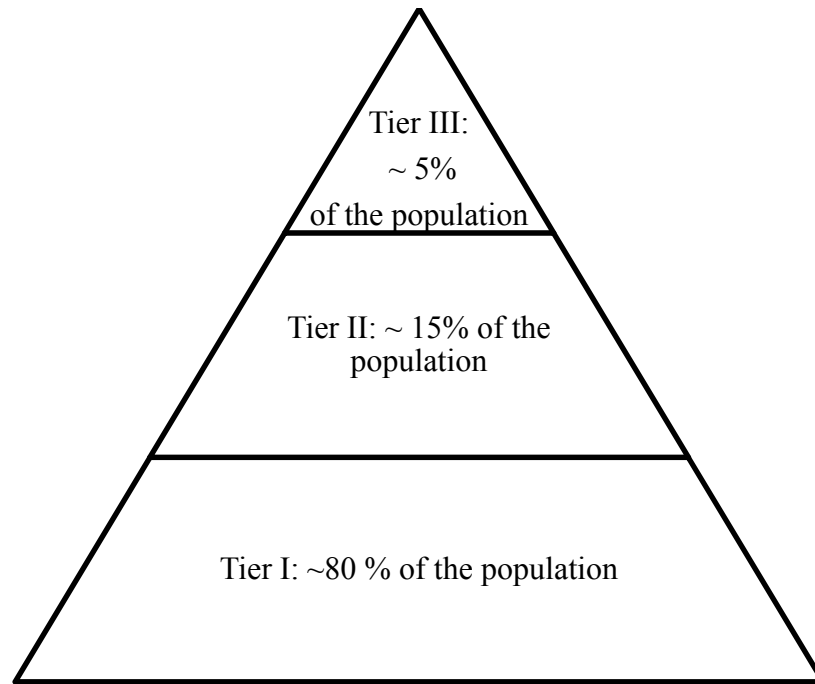 Tier III:
~ 5%
of the population
Tier II: ~ 15% of the
population
Tier I: ~80 % of the population